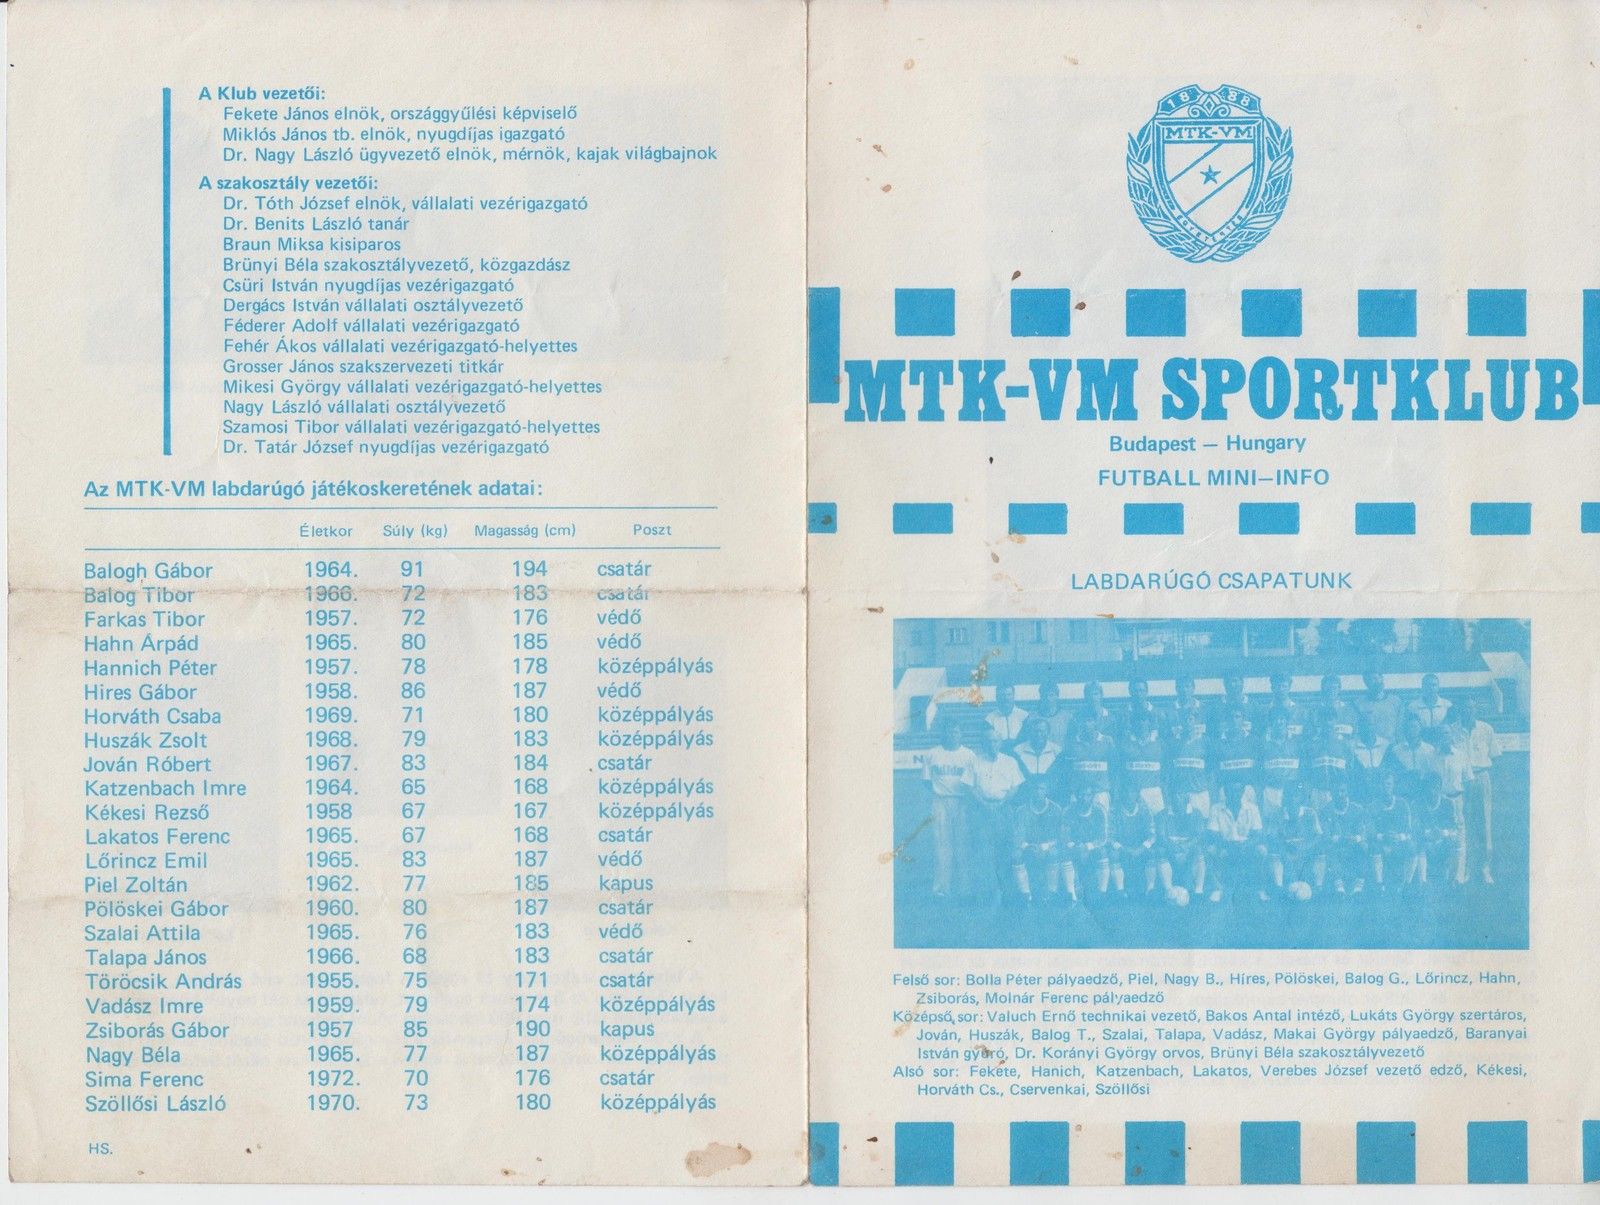 A Klub vezetői:
Fekete János elnök, országgyűlési képviselő
Miklós János tb. elnök, nyugdíjas igazgató
Dr. Nagy László ügyvezető elnök, mérnök, kajak világbajnok
A szakosztály vezetői:
Dr. Tóth József elnök, vállalati vezérigazgató
Dr. Benits László tanár
Braun Miksa kisiparos
Brünyi Béla szakosztályvezető, közgazdász
Csüri István nyugdíjas vezérigazgató
Dergács István vállalati osztályvezető
Féderer Adolf vállalati vezérigazgató
Fehér Ákos vállalati vezérigazgató-helyettes
Grosser János szakszervezeti titkár
Mikesi György vállalati vezérigazgató-helyettes
Nagy László vállalati osztályvezető
Szamosi Tibor vállalati vezérigazgató-helyettes
Dr. Tatár József nyugdíjas vezérigazgató
Az MTK-VM labdarúgó játékoskeretének adatai:
Életkor Súly (kg) Magasság (cm) Poszt
Balogh Gábor 1964. 91 194 csatár
Balog Tibor 1966. 72 183 csatár
Farkas Tibor 1957. 72 176 védő
Hahn Árpád 1965. 80 185 védő
Hannich Péter 1957. 78 178 középpályás
Hires Gábor 1958. 86 187 védő
Horváth Csaba 1969. 71 180 középpályás
Huszák Zsolt 1968. 79 183 középpályás
Jován Róbert 1967. 83 184 csatár
Katzenbach Imre 1964. 65 168 középpályás
Kékesi Rezső 1958 67 167 középpályás
Lakatos Ferenc 1965. 67 168 csatár
Lőrincz Emil 1965. 83 187 védő
Piel Zoltán 1962. 77 185 kapus
Pölöskei Gábor 1960. 80 187 csatár
Szalai Attila 1965. 76 183 védő
Talapa János 1966. 68 183 csatár
Törőcsik András 1955. 75 171 csatár
Vadász Imre 1959. 79 174 középpályás
Zsiborás Gábor 1957 85 190 kapus
Nagy Béla 1965. 77 187 középpályás
Sima Ferenc 1972. 70 176 csatár
Szöllősi László 1970. 73 180 középpályás
HS.
1888
MTK-VM
EGYETÉRTÉS
MTK-VM SPORTKLUB
Budapest — Hungary
FUTBALL MINI—INFO
LABDARÚGÓ CSAPATUNK
Felső sor: Bolla Péter pályaedző, Piel, Nagy B., Híres, Pölöskei, Balog G., Lőrincz, Hahn,
Zsiborás, Molnár Ferenc pályaedző
Középső sor: Valuch Ernő technikai vezető, Bakos Antal intéző, Lukáts György szertáros,
Jován, Huszák, Balog T., Szalai, Talapa, Vadász, Makai György pályaedző, Baranyai
István gyúró, Dr. Korányi György orvos, Brünyi Béla szakosztályvezető
Alsó sor: Fekete, Hanich, Katzenbach, Lakatos, Verebes József vezető edző, Kékesi,
Horváth Cs., Cservenkai, Szöllősi